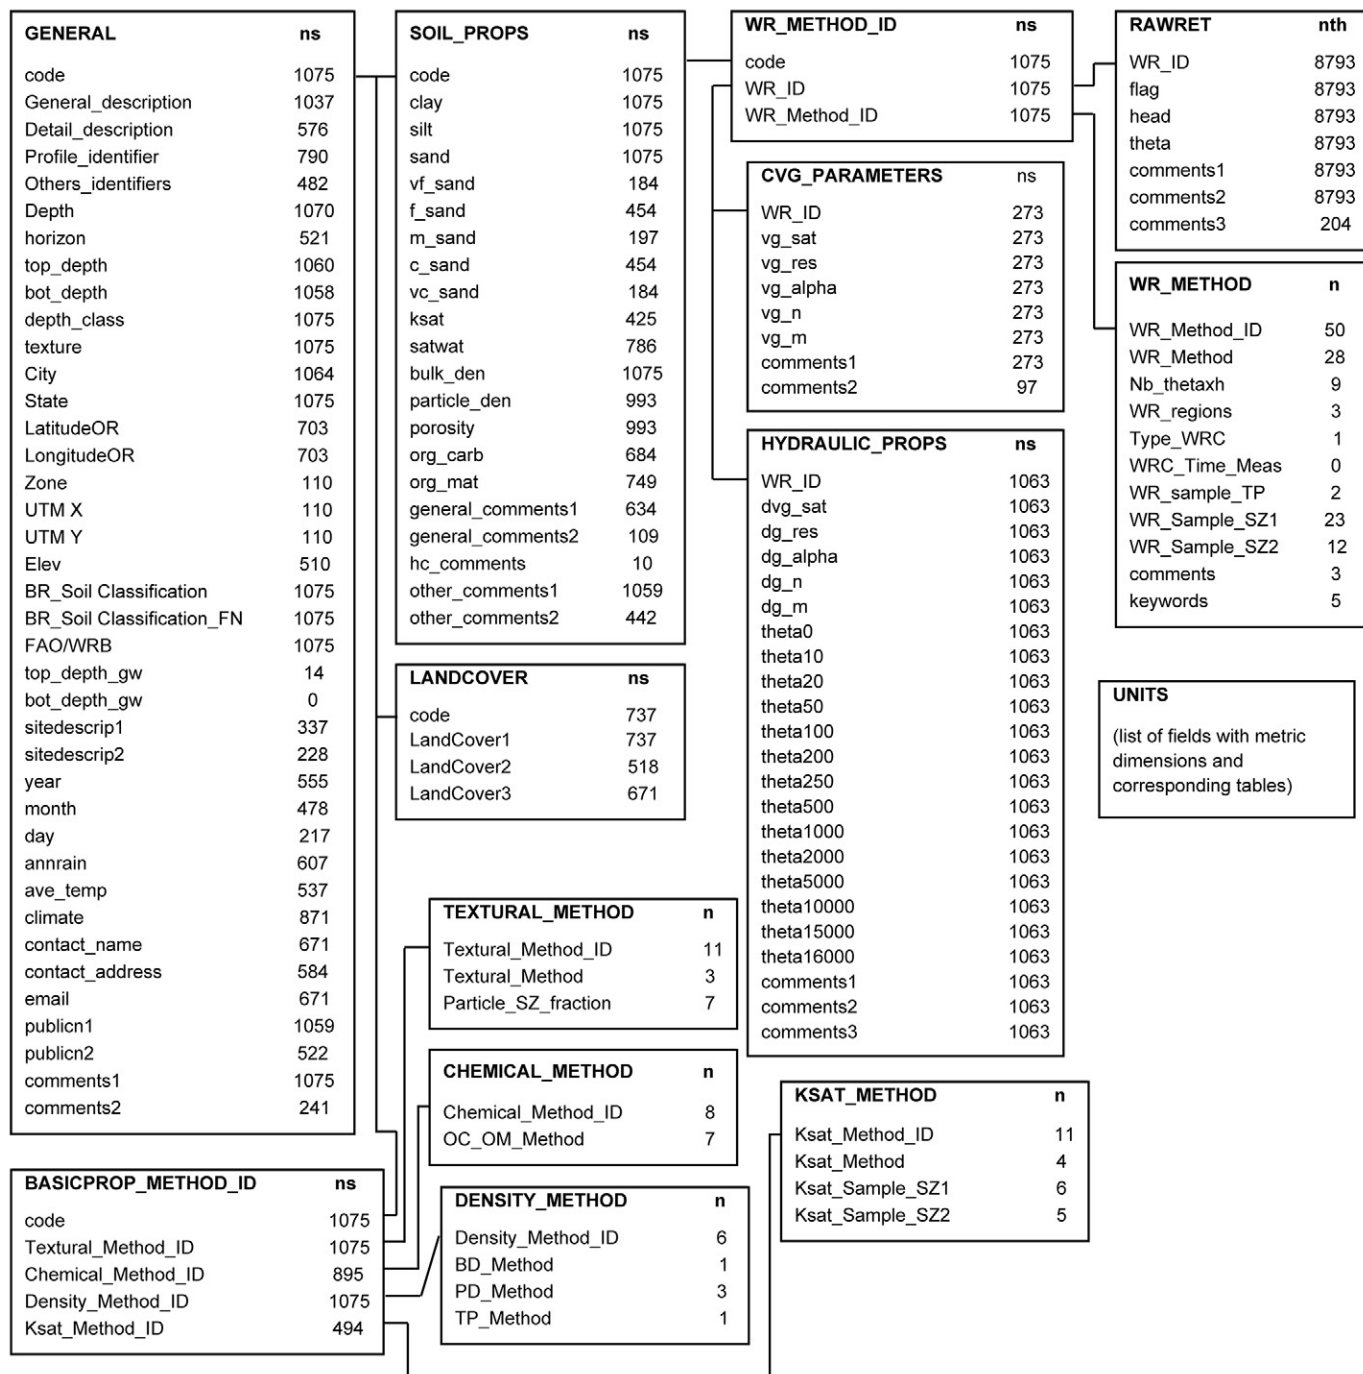 GENERAL ns
code 1075
General_description 1037
Detail_description 576
Profile_identifier 790
Others_identifiers 482
Depth 1070
horizon 521
top_depth 1060
bot_depth 1058
depth_class 1075
texture 1075
City 1064
State 1075
LatitudeOR 703
LongitudeOR 703
Zone 110
UTM X 110
UTM Y 110
Elev 510
BR_Soil Classification 1075
BR_Soil Classification_FN 1075
FAO/WRB 1075
top_depth_gw 14
bot_depth_gw 0
sitedescrip1 337
sitedescrip2 228
year 555
month 478
day 217
annrain 607
ave_temp 537
climate 871
contact_name 671
contact_address 584
email 671
publicn1 1059
publicn2 522
comments1 1075
comments2 241
SOIL_PROPS ns
code 1075
clay 1075
silt 1075
sand 1075
vf_sand 184
f_sand 454
m_sand 197
c_sand 454
vc_sand 184
ksat 425
satwat 786
bulk_den 1075
particle_den 993
porosity 993
org_carb 684
org_mat 749
general_comments1 634
general_comments2 109
hc_comments 10
other_comments1 1059
other_comments2 442
LANDCOVER ns
code 737
LandCover1 737
LandCover2 518
LandCover3 671
WR_METHOD_ID ns
code 1075
WR_ID 1075
WR_Method_ID 1075
CVG_PARAMETERS ns
WR_ID 273
vg_sat 273
vg_res 273
vg_alpha 273
vg_n 273
vg_m 273
comments1 273
comments2 97
HYDRAULIC_PROPS ns
WR_ID 1063
dvg_sat 1063
dg_res 1063
dg_alpha 1063
dg_n 1063
dg_m 1063
theta0 1063
theta10 1063
theta20 1063
theta50 1063
theta100 1063
theta200 1063
theta250 1063
theta500 1063
theta1000 1063
theta2000 1063
theta5000 1063
theta10000 1063
theta15000 1063
theta16000 1063
comments1 1063
comments2 1063
comments3 1063
RAWRET nth
WR_ID 8793
flag 8793
head 8793
theta 8793
comments1 8793
comments2 8793
comments3 204
WR_METHOD n
WR_Method_ID 50
WR_Method 28
Nb_thetaxh 9
WR_regions 3
Type_WRC 1
WRC_Time_Meas 0
WR_sample_TP 2
WR_Sample_SZ1 23
WR_Sample_SZ2 12
comments 3
keywords 5
UNITS
(list of fields with metric
dimensions and
corresponding tables)
TEXTURAL_METHOD n
Textural_Method_ID 11
Textural_Method 3
Particle_SZ_fraction 7
CHEMICAL_METHOD n
Chemical_Method_ID 8
OC_OM_Method 7
KSAT_METHOD n
Ksat_Method_ID 11
Ksat_Method 4
Ksat_Sample_SZ1 6
Ksat_Sample_SZ2 5
BASICPROP_METHOD_ID ns
code 1075
Textural_Method_ID 1075
Chemical_Method_ID 895
Density_Method_ID 1075
Ksat_Method_ID 494
DENSITY_METHOD n
Density_Method_ID 6
BD_Method 1
PD_Method 3
TP_Method 1